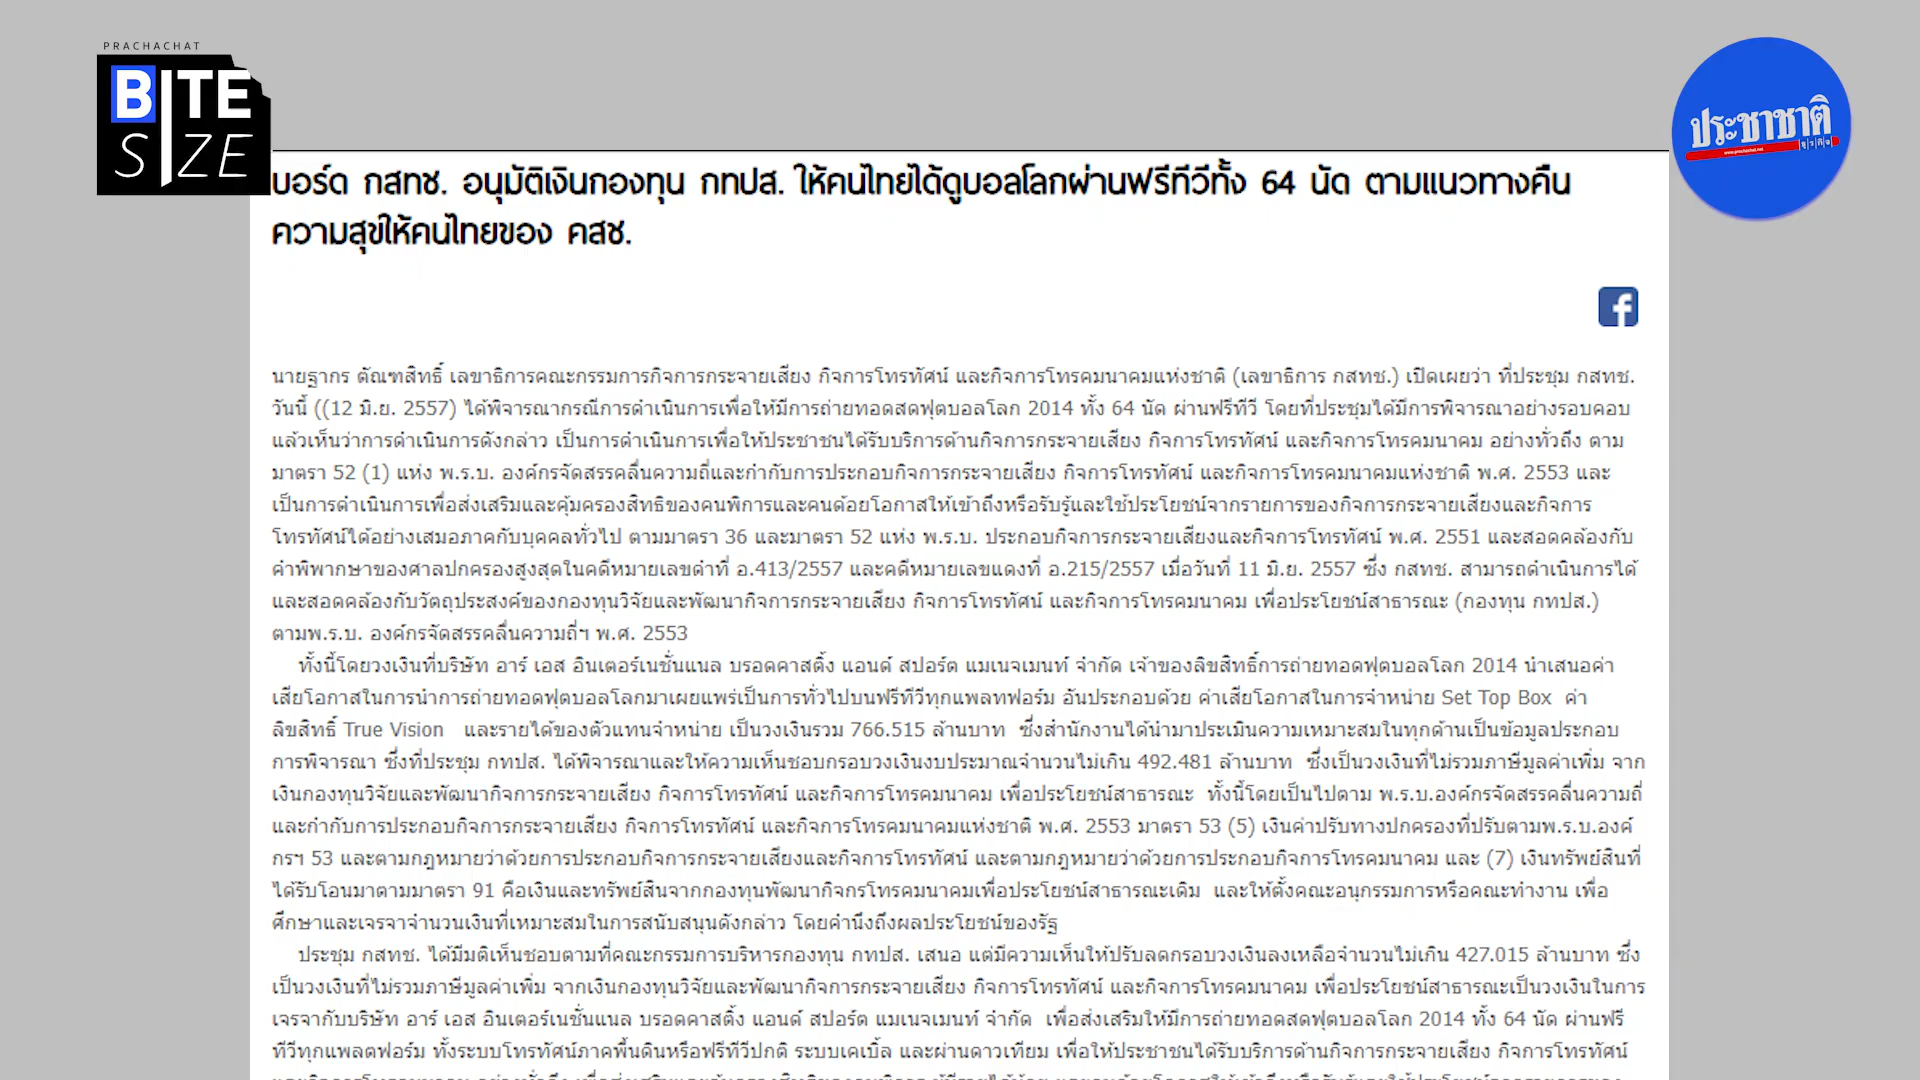 PRACHACHAT
BITE
SIZE
ประชาชาติ
ธุรกิจ
www.prachachat.net
บอร์ด กสทช. อนุมัติเงินกองทุน กทปส. ให้คนไทยได้ดูบอลโลกผ่านฟรีทีวีทั้ง 64 นัด ตามแนวทางคืน
ความสุขให้คนไทยของ คสช.
f
นายฐากร ตัณฑสิทธิ์ เลขาธิการคณะกรรมการกิจการกระจายเสียง กิจการโทรทัศน์ และกิจการโทรคมนาคมแห่งชาติ (เลขาธิการ กสทช.) เปิดเผยว่า ที่ประชุม กสทช.
วันนี้ ((12 มิ.ย. 2557) ได้พิจารณากรณีการดำเนินการเพื่อให้มีการถ่ายทอดสดฟุตบอลโลก 2014 ทั้ง 64 นัด ผ่านฟรีทีวี โดยที่ประชุมได้มีการพิจารณาอย่างรอบคอบ
แล้วเห็นว่าการดำเนินการดังกล่าว เป็นการดำเนินการเพื่อให้ประชาชนได้รับบริการด้านกิจการกระจายเสียง กิจการโทรทัศน์ และกิจการโทรคมนาคม อย่างทั่วถึง ตาม
มาตรา 52 (1) แห่ง พ.ร.บ. องค์กรจัดสรรคลื่นความถี่และกำกับการประกอบกิจการกระจายเสียง กิจการโทรทัศน์ และกิจการโทรคมนาคมแห่งชาติ พ.ศ. 2553 และ
เป็นการดำเนินการเพื่อส่งเสริมและคุ้มครองสิทธิของคนพิการและคนด้อยโอกาสให้เข้าถึงหรือรับรู้และใช้ประโยชน์จากรายการของกิจการกระจายเสียงและกิจการ
โทรทัศน์ได้อย่างเสมอภาคกับบุคคลทั่วไป ตามมาตรา 36 และมาตรา 52 แห่ง พ.ร.บ. ประกอบกิจการกระจายเสียงและกิจการโทรทัศน์ พ.ศ. 2551 และสอดคล้องกับ
คำพิพากษาของศาลปกครองสูงสุดในคดีหมายเลขดำที่ อ.413/2557 และคดีหมายเลขแดงที่ อ.215/2557 เมื่อวันที่ 11 มิ.ย. 2557 ซึ่ง กสทช. สามารถดำเนินการได้
และสอดคล้องกับวัตถุประสงค์ของกองทุนวิจัยและพัฒนากิจการกระจายเสียง กิจการโทรทัศน์ และกิจการโทรคมนาคม เพื่อประโยชน์สาธารณะ (กองทุน กทปส.)
ตามพ.ร.บ. องค์กรจัดสรรคลื่นความถี่ฯ พ.ศ. 2553
ทั้งนี้โดยวงเงินที่บริษัท อาร์ เอส อินเตอร์เนชั่นแนล บรอดคาสติ้ง แอนด์ สปอร์ต แมเนจเมนท์ จำกัด เจ้าของลิขสิทธิ์การถ่ายทอดฟุตบอลโลก 2014 นำเสนอค่า
เสียโอกาสในการนำการถ่ายทอดฟุตบอลโลกมาเผยแพร่เป็นการทั่วไปบนฟรีทีวีทุกแพลทฟอร์ม อันประกอบด้วย ค่าเสียโอกาสในการจำหน่าย Set Top Box ค่า
ลิขสิทธิ์ True Vision และรายได้ของตัวแทนจำหน่าย เป็นวงเงินรวม 766.515 ล้านบาท ซึ่งสำนักงานได้นำมาประเมินความเหมาะสมในทุกด้านเป็นข้อมูลประกอบ
การพิจารณา ซึ่งที่ประชุม กทปส. ได้พิจารณาและให้ความเห็นชอบกรอบวงเงินงบประมาณจำนวนไม่เกิน 492.481 ล้านบาท ซึ่งเป็นวงเงินที่ไม่รวมภาษีมูลค่าเพิ่ม จาก
เงินกองทุนวิจัยและพัฒนากิจการกระจายเสียง กิจการโทรทัศน์ และกิจการโทรคมนาคม เพื่อประโยชน์สาธารณะ ทั้งนี้โดยเป็นไปตาม พ.ร.บ.องค์กรจัดสรรคลื่นความถี่
และกำกับการประกอบกิจการกระจายเสียง กิจการโทรทัศน์ และกิจการโทรคมนาคมแห่งชาติ พ.ศ. 2553 มาตรา 53 (5) เงินค่าปรับทางปกครองที่ปรับตามพ.ร.บ.องค์
กรฯ 53 และตามกฎหมายว่าด้วยการประกอบกิจการกระจายเสียงและกิจการโทรทัศน์ และตามกฎหมายว่าด้วยการประกอบกิจการโทรคมนาคม และ (7) เงินทรัพย์สินที่
ได้รับโอนมาตามมาตรา 91 คือเงินและทรัพย์สินจากกองทุนพัฒนากิจกรโทรคมนาคมเพื่อประโยชน์สาธารณะเดิม และให้ตั้งคณะอนุกรรมการหรือคณะทำงาน เพื่อ
ศึกษาและเจรจาจำนวนเงินที่เหมาะสมในการสนับสนุนดังกล่าว โดยคำนึงถึงผลประโยชน์ของรัฐ
ประชุม กสทช. ได้มีมติเห็นชอบตามที่คณะกรรมการบริหารกองทุน กทปส. เสนอ แต่มีความเห็นให้ปรับลดกรอบวงเงินลงเหลือจำนวนไม่เกิน 427.015 ล้านบาท ซึ่ง
เป็นวงเงินที่ไม่รวมภาษีมูลค่าเพิ่ม จากเงินกองทุนวิจัยและพัฒนากิจการกระจายเสียง กิจการโทรทัศน์ และกิจการโทรคมนาคม เพื่อประโยชน์สาธารณะเป็นวงเงินในการ
เจรจากับบริษัท อาร์ เอส อินเตอร์เนชั่นแนล บรอดคาสติ้ง แอนด์ สปอร์ต แมเนจเมนท์ จำกัด เพื่อส่งเสริมให้มีการถ่ายทอดสดฟุตบอลโลก 2014 ทั้ง 64 นัด ผ่านฟรี
ทีวีทุกแพลตฟอร์ม ทั้งระบบโทรทัศน์ภาคพื้นดินหรือฟรีทีวีปกติ ระบบเคเบิ้ล และผ่านดาวเทียม เพื่อให้ประชาชนได้รับบริการด้านกิจการกระจายเสียง กิจการโทรทัศน์